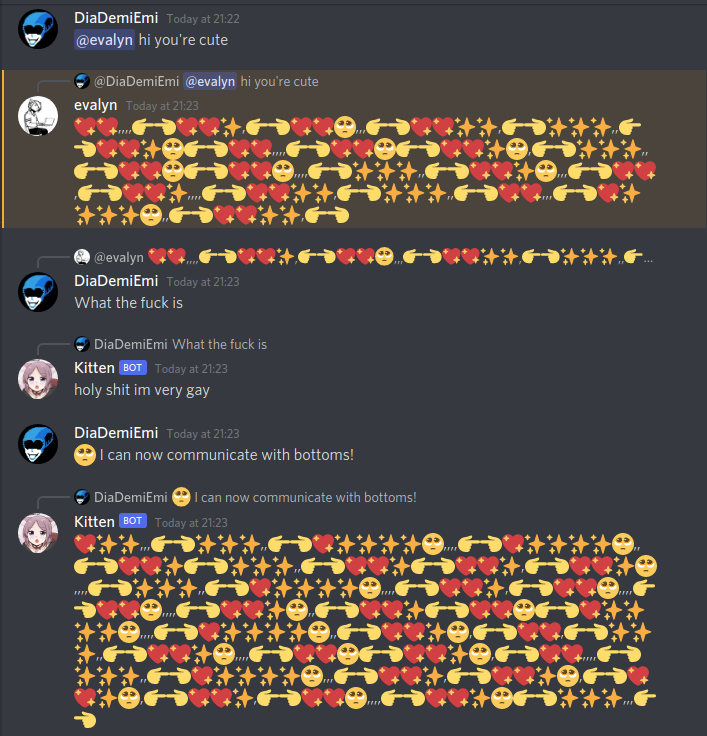 DiaDemiEmi Today at 21:22
@evalyn hi you're cute
@DiaDemiEmi @evalyn hi you're cute
evalyn Today at 21:23
💖💖,,,,👉👈💖💖✨,👉👈💖💖🥺,,,👉👈💖💖✨✨,👉👈✨✨✨,,👉
👈💖💖✨🥺👉👈💖💖,,,,👉👈💖💖🥺👉👈💖💖✨🥺,👉👈✨✨✨,,
👉👈💖💖🥺👉👈💖💖🥺,,,,👉👈✨✨✨,,👉👈💖💖✨🥺,,,👉👈💖💖
,👉👈💖💖✨,,,,👉👈💖💖✨✨,👉👈✨✨✨,,👉👈💖💖,,,👉👈💖✨
✨✨✨🥺,,👉👈💖💖✨✨,👉👈
@evalyn 💖💖,,,,👉👈💖💖✨,👉👈💖💖🥺,,,👉👈💖💖✨✨,👉👈✨✨✨,,👉...
DiaDemiEmi Today at 21:23
What the fuck is
DiaDemiEmi What the fuck is
Kitten BOT Today at 21:23
holy shit im very gay
DiaDemiEmi Today at 21:23
🥺 I can now communicate with bottoms!
DiaDemiEmi 🥺 I can now communicate with bottoms!
Kitten BOT Today at 21:23
💖✨✨,,,👉👈✨✨✨,,👉👈💖✨✨✨✨🥺,,,,👉👈💖✨✨✨✨🥺,,
👉👈💖💖✨👉👈✨✨✨,,👉👈💖💖✨👉👈💖💖✨,👉👈💖💖✨🥺
,,,,👉👈✨✨✨,,👉👈💖✨✨✨✨🥺,,,,👉👈💖💖✨,👉👈💖💖🥺,,,,👉
👈💖💖🥺,,,,👉👈💖💖✨🥺,,👉👈💖💖✨👉👈💖💖🥺👉👈💖✨✨
✨✨🥺,,,,👉👈💖✨✨✨✨🥺,,👉👈💖💖✨🥺,👉👈💖💖,👉👈✨✨
✨,,👉👈💖💖✨🥺,,,,👉👈💖💖🥺👉👈💖💖✨🥺,👉👈💖💖,,,,👉👈
✨✨✨,,👉👈💖✨✨✨✨🥺,,,👉👈💖💖✨,👉👈💖💖✨🥺,👉👈💖
💖✨🥺,👉👈💖💖✨,👉👈💖💖🥺,,,,👉👈💖💖✨🥺👉👈✨✨✨,,,👉
👈